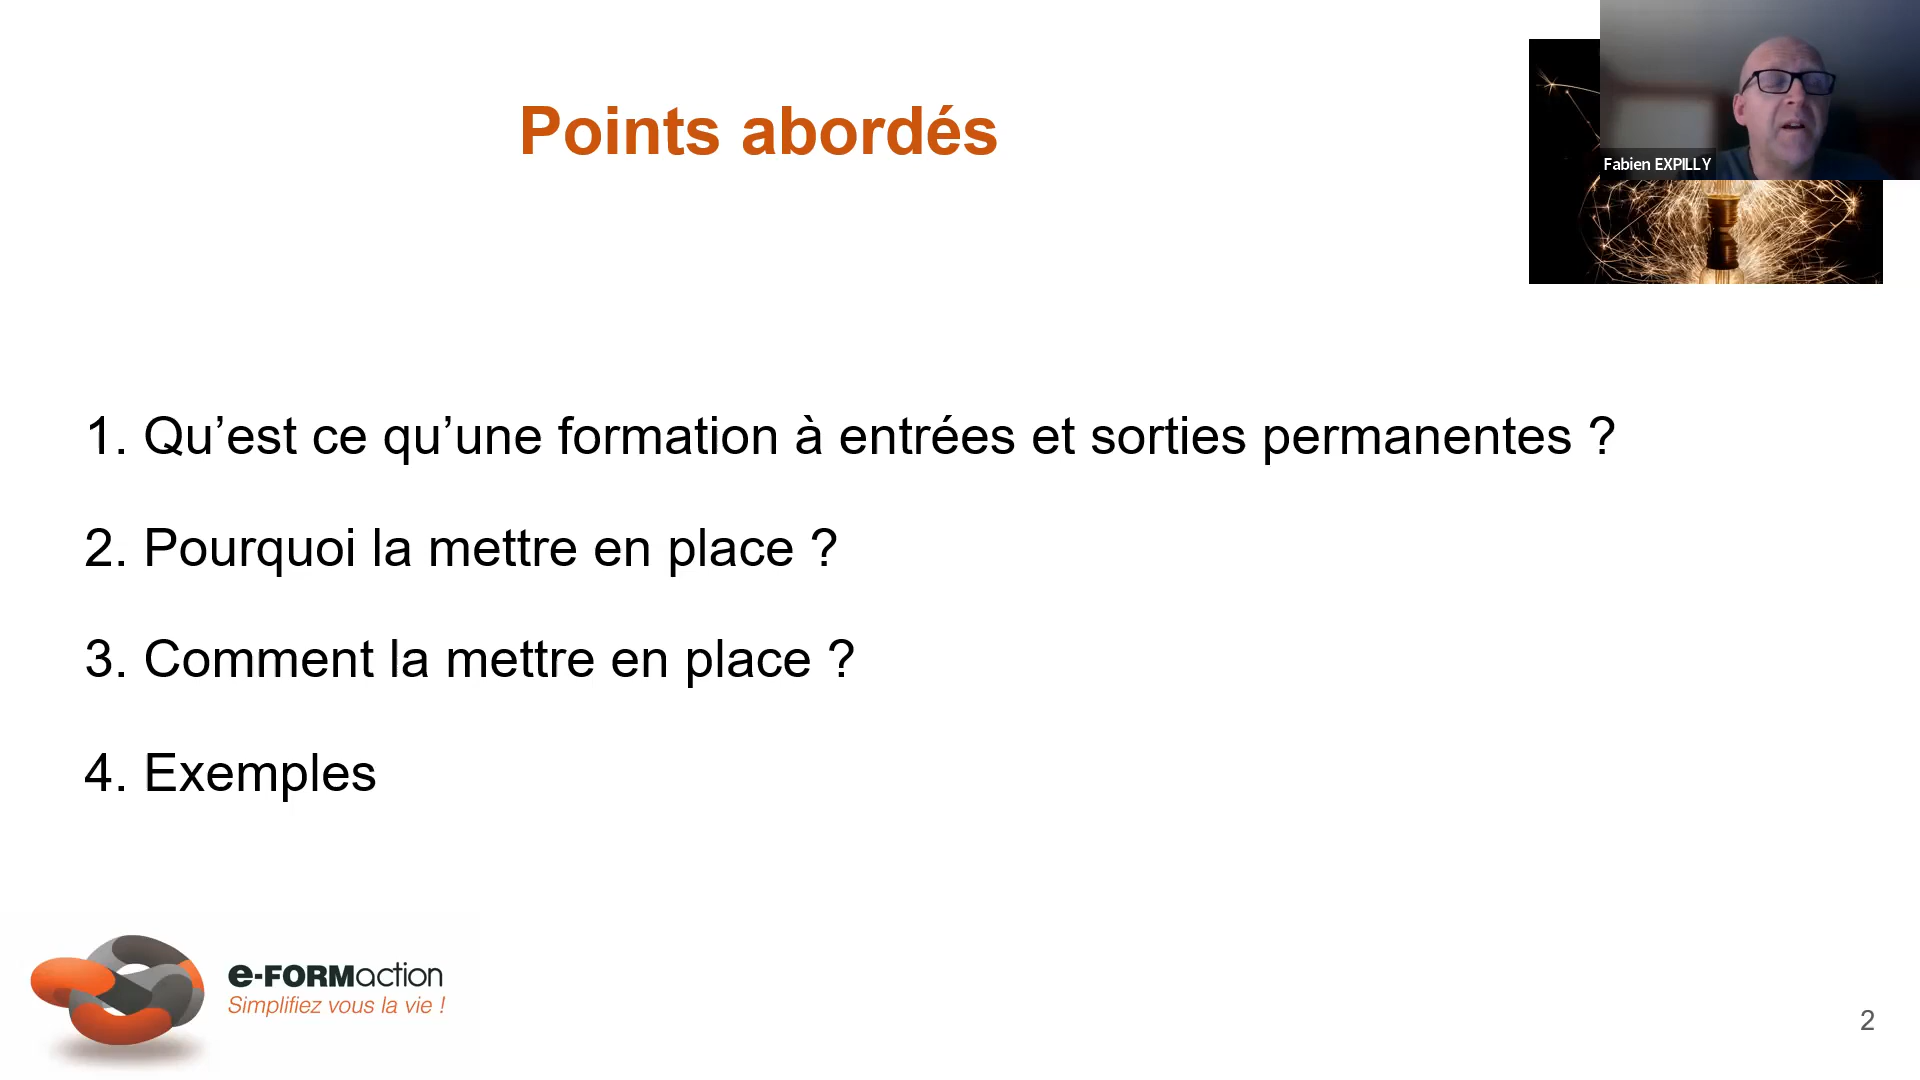 Points abordés
Fabien EXPILLY
1. Qu’est ce qu’une formation à entrées et sorties permanentes ?
2. Pourquoi la mettre en place ?
3. Comment la mettre en place ?
4. Exemples
e-FORMaction
Simplifiez vous la vie !
2